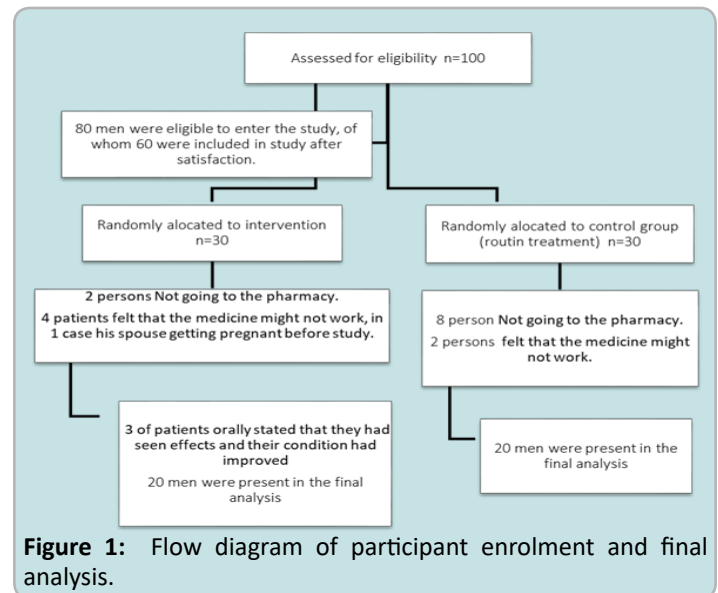 Assessed for eligibility n=100
80 men were eligible to enter the study, of
whom 60 were included in study after
satisfaction.
Randomly alocated to intervention
n=30
Randomly alocated to control group
(routin treatment) n=30
2 persons Not going to the pharmacy.
4 patients felt that the medicine might not work, in
1 case his spouse getting pregnant before study.
8 person Not going to the pharmacy.
2 persons felt that the medicine might
not work.
3 of patients orally stated that they had
seen effects and their condition had
improved
20 men were present in the final
analysis
20 men were present in the
final analysis
Figure 1: Flow diagram of participant enrolment and final
analysis.